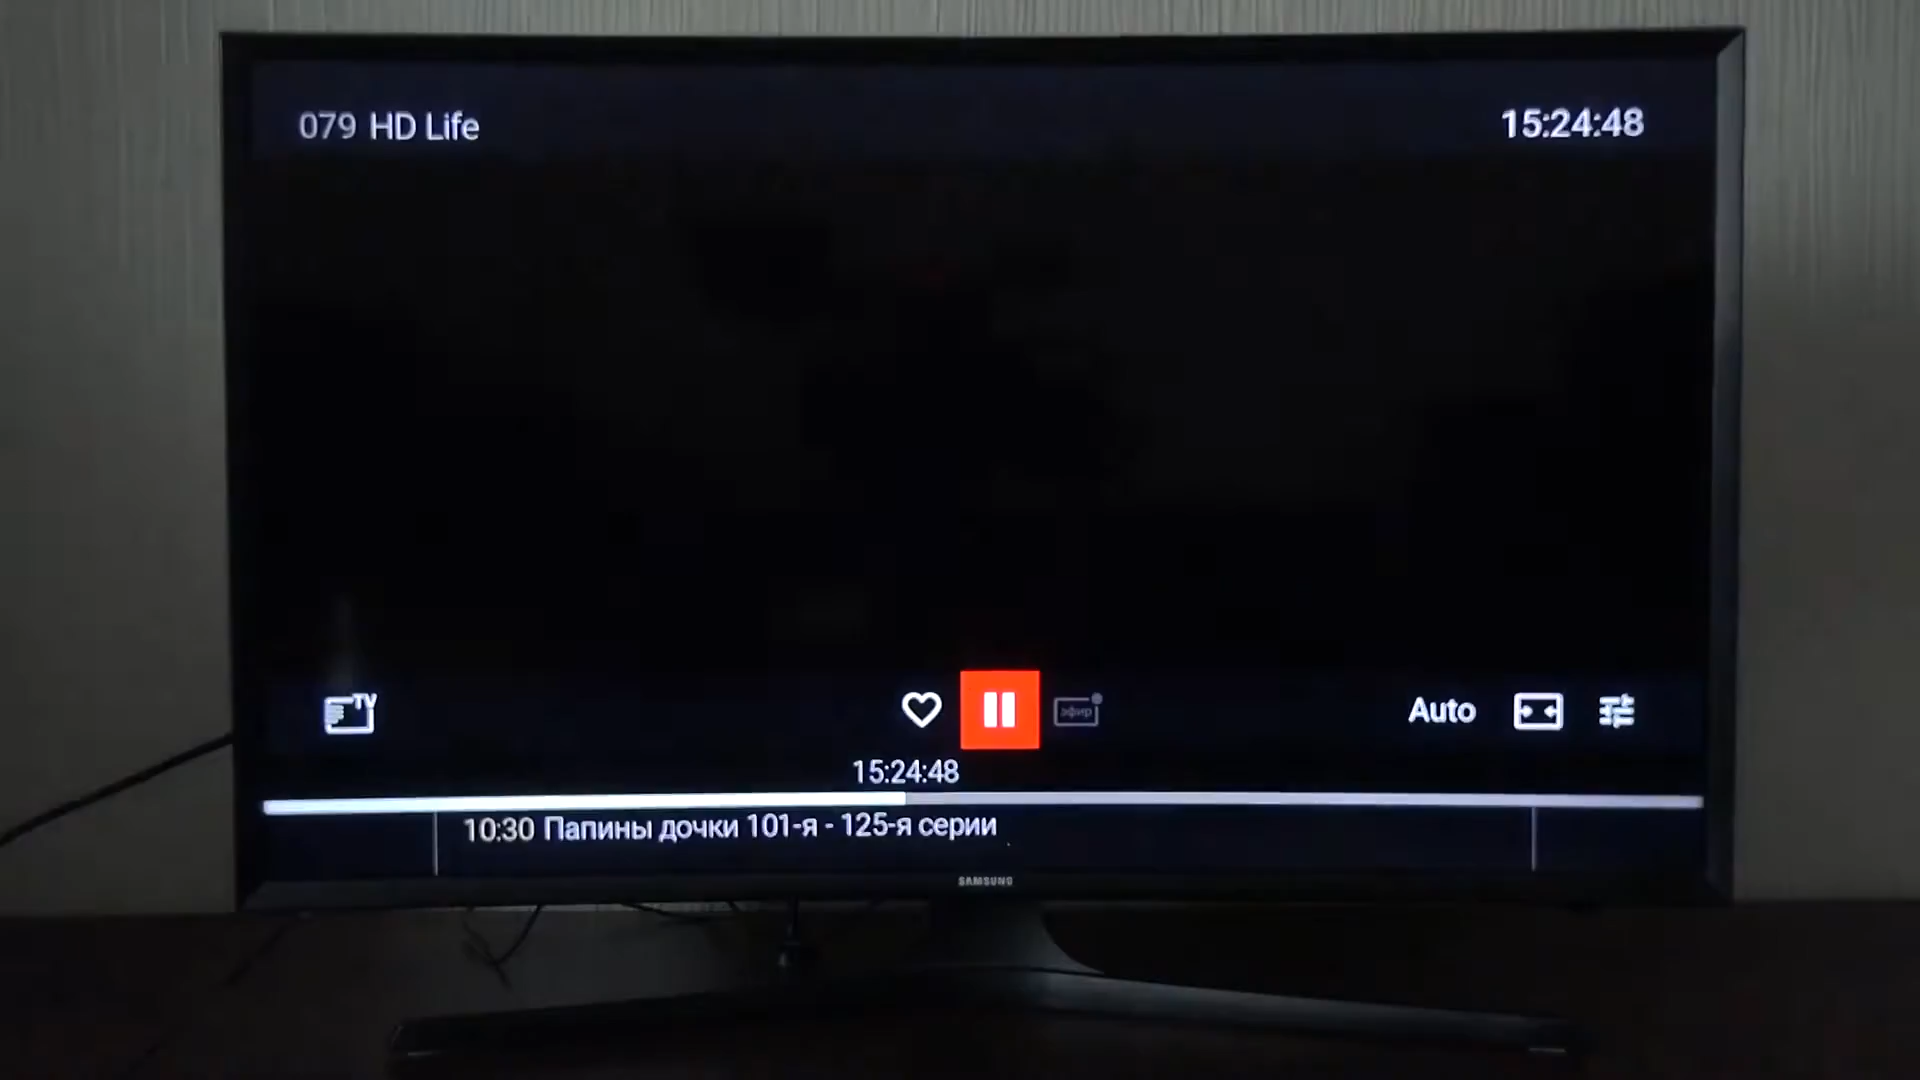 079 HD Life
15:24:48
TV
эфир
Auto
15:24:48
10:30 Папины дочки 101-я - 125-я серии
SAMSUNG